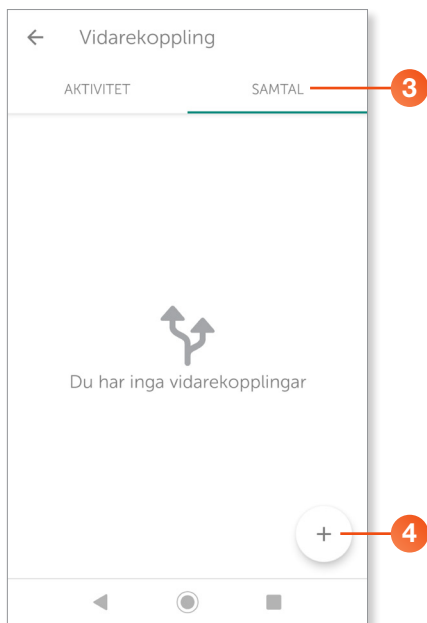 Vidarekoppling
AKTIVITET
SAMTAL
3
Du har inga vidarekopplingar
+
4